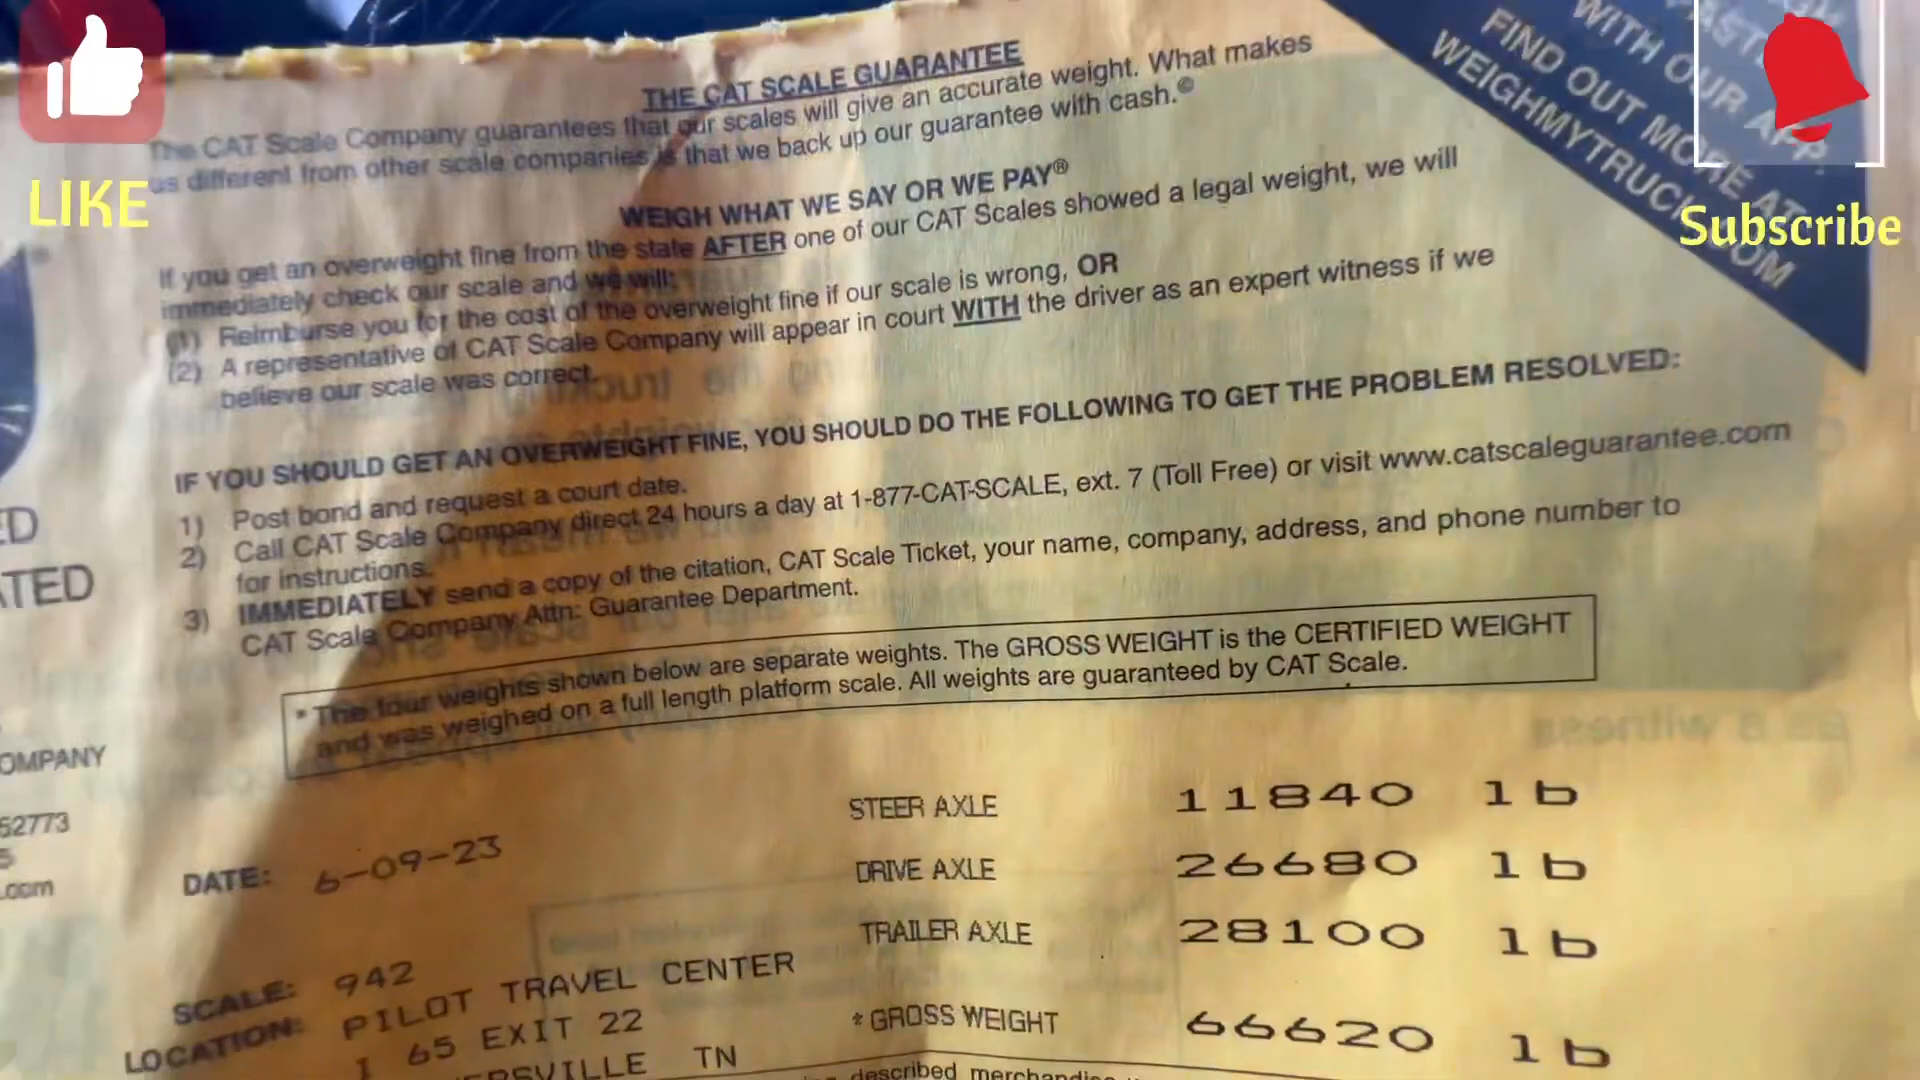 LIKE
Subscribe
WITH OUR APP.
FIND OUT MORE AT
WEIGHMYTRUCK.COM
THE CAT SCALE GUARANTEE
The CAT Scale Company guarantees that our scales will give an accurate weight. What makes
us different from other scale companies is that we back up our guarantee with cash.©
WEIGH WHAT WE SAY OR WE PAY®
If you get an overweight fine from the state AFTER one of our CAT Scales showed a legal weight, we will
immediately check our scale and we will:
(1) Reimburse you for the cost of the overweight fine if our scale is wrong, OR
(2) A representative of CAT Scale Company will appear in court WITH the driver as an expert witness if we
believe our scale was correct.
IF YOU SHOULD GET AN OVERWEIGHT FINE, YOU SHOULD DO THE FOLLOWING TO GET THE PROBLEM RESOLVED:
1) Post bond and request a court date.
2) Call CAT Scale Company direct 24 hours a day at 1-877-CAT-SCALE, ext. 7 (Toll Free) or visit www.catscaleguarantee.com
for instructions.
3) IMMEDIATELY send a copy of the citation, CAT Scale Ticket, your name, company, address, and phone number to
CAT Scale Company Attn: Guarantee Department.
* The four weights shown below are separate weights. The GROSS WEIGHT is the CERTIFIED WEIGHT
and was weighed on a full length platform scale. All weights are guaranteed by CAT Scale.
ED
ATED
OMPANY
52773
5
.com
STEER AXLE 11840 lb
DRIVE AXLE 26680 lb
TRAILER AXLE 28100 lb
* GROSS WEIGHT 66620 lb
DATE: 6-09-23
SCALE: 942
LOCATION: PILOT TRAVEL CENTER
I 65 EXIT 22
ERSVILLE TN
described merchandise